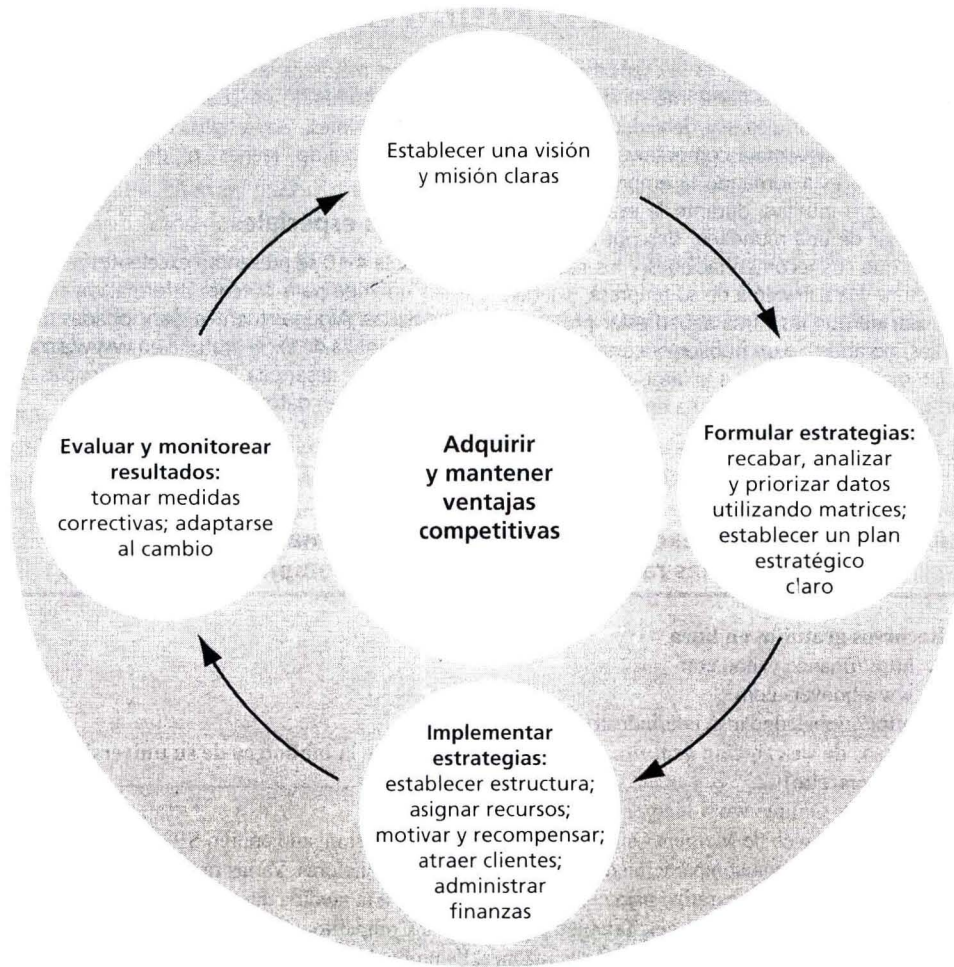 Establecer una visión
y misión claras
Formular estrategias:
recabar, analizar
y priorizar datos
utilizando matrices;
establecer un plan
estratégico
claro
Implementar
estrategias:
establecer estructura;
asignar recursos;
motivar y recompensar;
atraer clientes;
administrar
finanzas
Evaluar y monitorear
resultados:
tomar medidas
correctivas; adaptarse
al cambio
Adquirir
y mantener
ventajas
competitivas